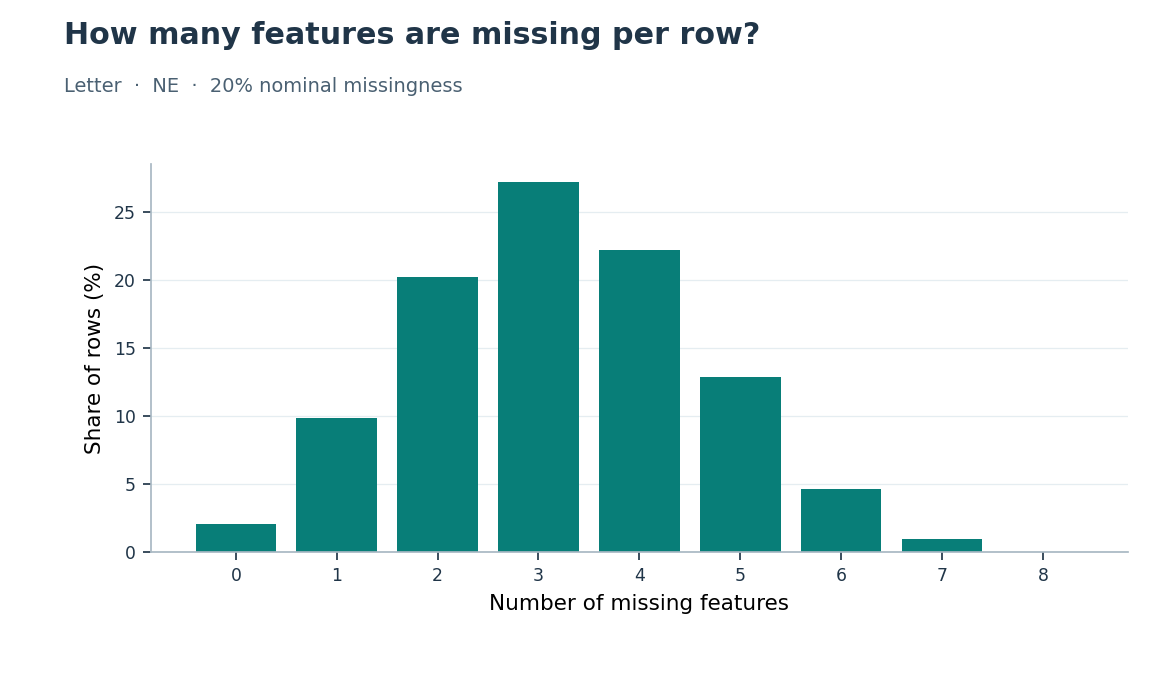 How many features are missing per row?
Letter · NE · 20% nominal missingness
25
20
15
10
5
0
Share of rows (%)
0 1 2 3 4 5 6 7 8
Number of missing features